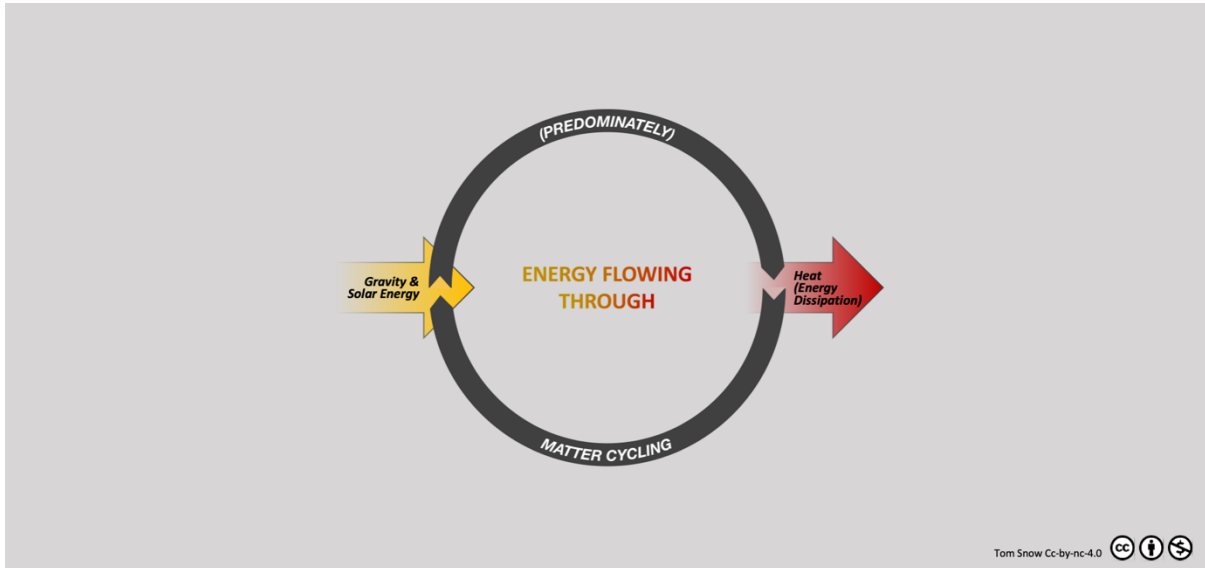 (PREDOMINATELY)
Gravity &
Solar Energy
ENERGY FLOWING
THROUGH
Heat
(Energy
Dissipation)
MATTER CYCLING
Tom Snow Cc-by-nc-4.0
cc
$